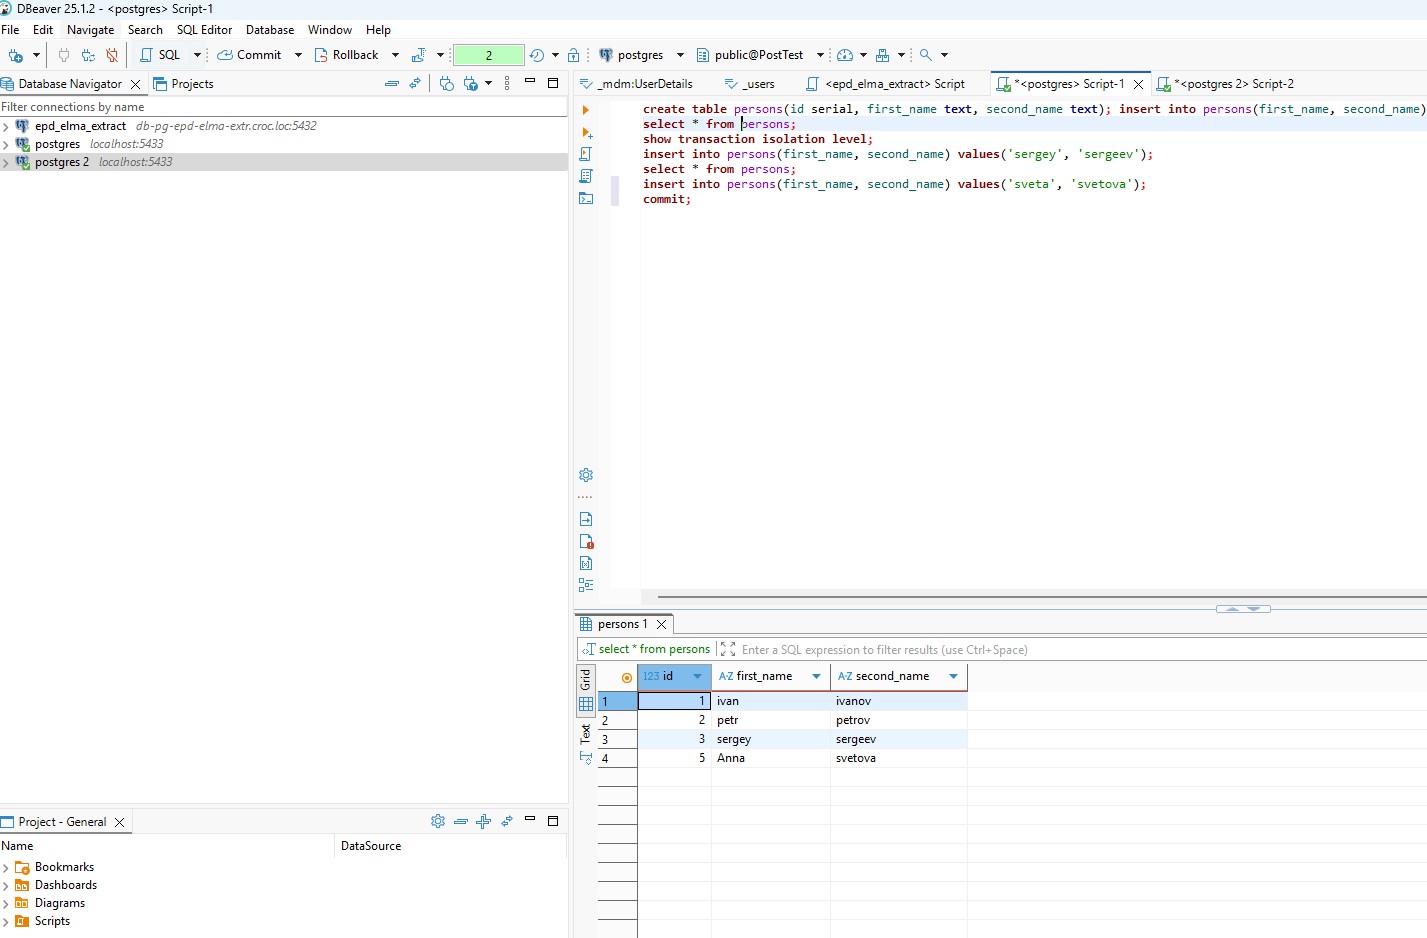 DBeaver 25.1.2 - <postgres> Script-1
File Edit Navigate Search SQL Editor Database Window Help
SQL Commit Rollback 2 postgres public@PostTest
Database Navigator Projects
Filter connections by name
epd_elma_extract db-pg-epd-elma-extr.croc.loc:5432
postgres localhost:5433
postgres 2 localhost:5433
_mdm:UserDetails _users <epd_elma_extract> Script *<postgres> Script-1 *<postgres 2> Script-2
create table persons(id serial, first_name text, second_name text); insert into persons(first_name, second_name)
select * from persons;
show transaction isolation level;
insert into persons(first_name, second_name) values('sergey', 'sergeev');
select * from persons;
insert into persons(first_name, second_name) values('sveta', 'svetova');
commit;
persons 1
select * from persons Enter a SQL expression to filter results (use Ctrl+Space)
Grid
Text
123 id A-Z first_name A-Z second_name
1 1 ivan ivanov
2 2 petr petrov
3 3 sergey sergeev
4 5 Anna svetova
Project - General
Name DataSource
Bookmarks
Dashboards
Diagrams
Scripts